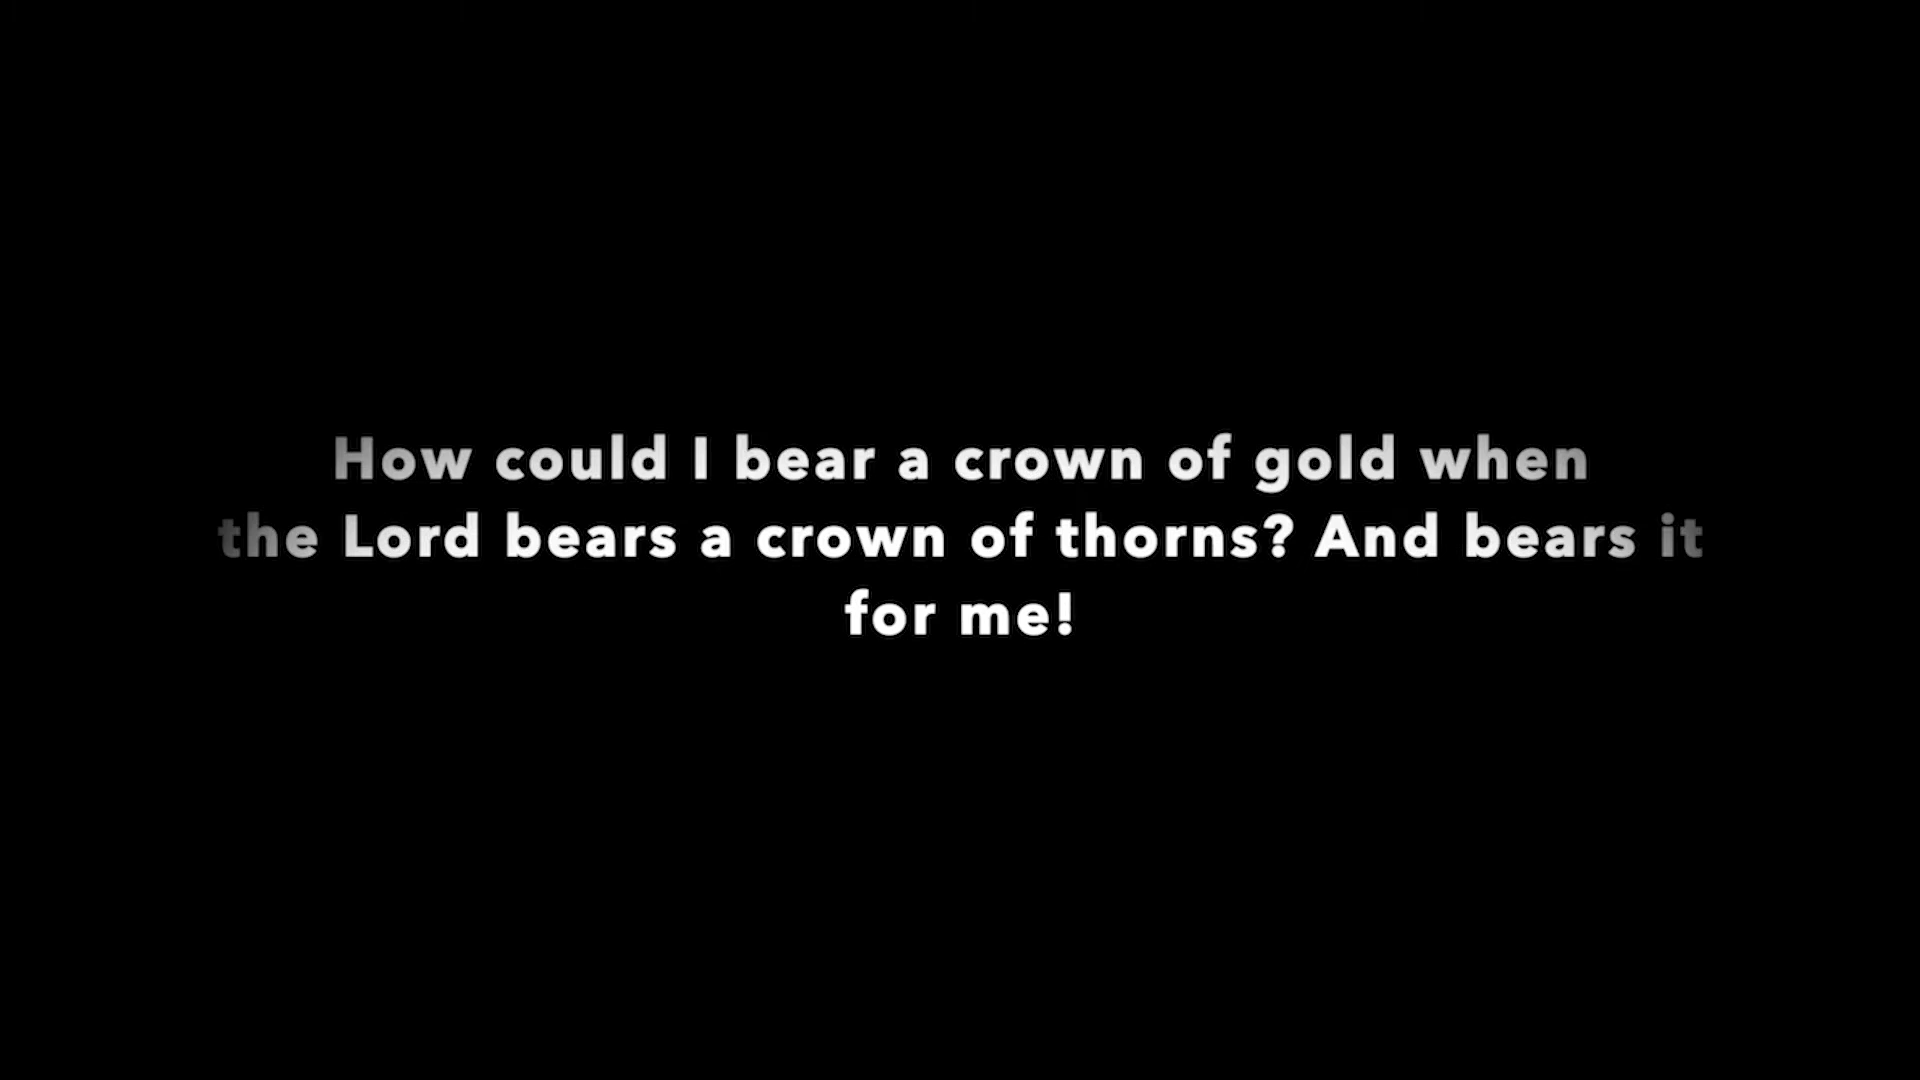 How could I bear a crown of gold when
the Lord bears a crown of thorns? And bears it
for me!